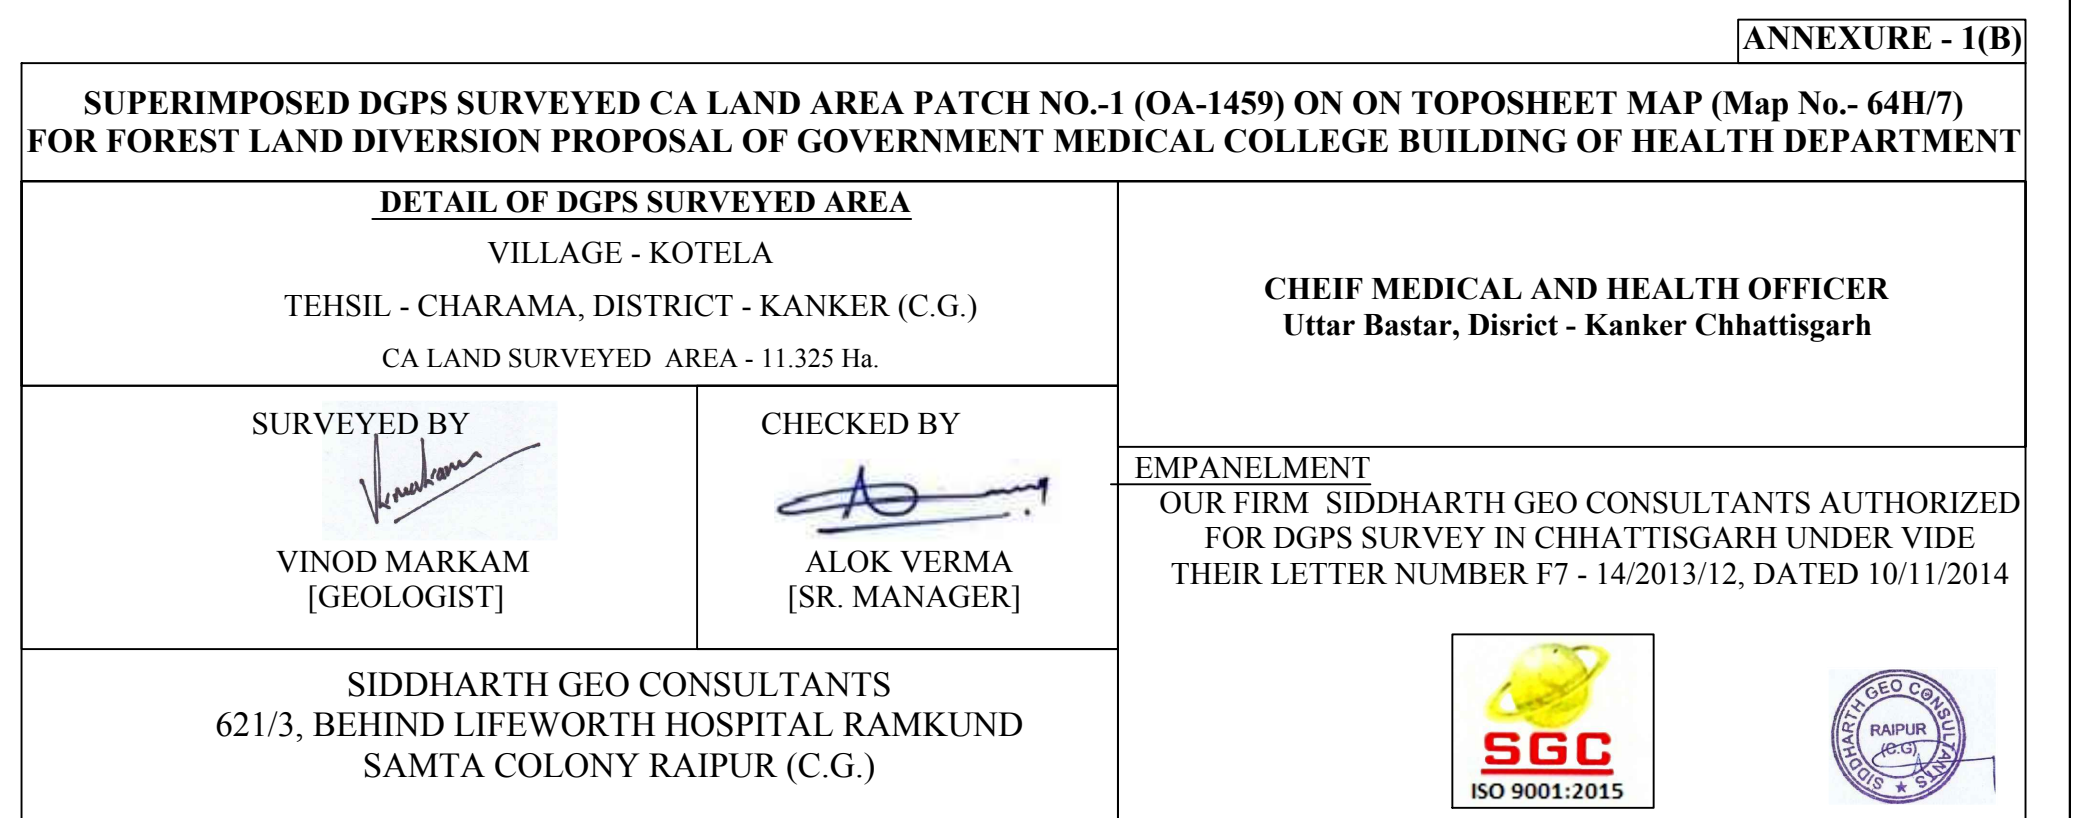 ANNEXURE - 1(B)
SUPERIMPOSED DGPS SURVEYED CA LAND AREA PATCH NO.-1 (OA-1459) ON ON TOPOSHEET MAP (Map No.- 64H/7)
FOR FOREST LAND DIVERSION PROPOSAL OF GOVERNMENT MEDICAL COLLEGE BUILDING OF HEALTH DEPARTMENT
DETAIL OF DGPS SURVEYED AREA
VILLAGE - KOTELA
TEHSIL - CHARAMA, DISTRICT - KANKER (C.G.)
CA LAND SURVEYED AREA - 11.325 Ha.
CHEIF MEDICAL AND HEALTH OFFICER
Uttar Bastar, Disrict - Kanker Chhattisgarh
SURVEYED BY
VINOD MARKAM
[GEOLOGIST]
CHECKED BY
ALOK VERMA
[SR. MANAGER]
EMPANELMENT
OUR FIRM SIDDHARTH GEO CONSULTANTS AUTHORIZED
FOR DGPS SURVEY IN CHHATTISGARH UNDER VIDE
THEIR LETTER NUMBER F7 - 14/2013/12, DATED 10/11/2014
SIDDHARTH GEO CONSULTANTS
621/3, BEHIND LIFEWORTH HOSPITAL RAMKUND
SAMTA COLONY RAIPUR (C.G.)
SGC
ISO 9001:2015
SIDDHARTH GEO CONSULTANTS
RAIPUR
(C.G)